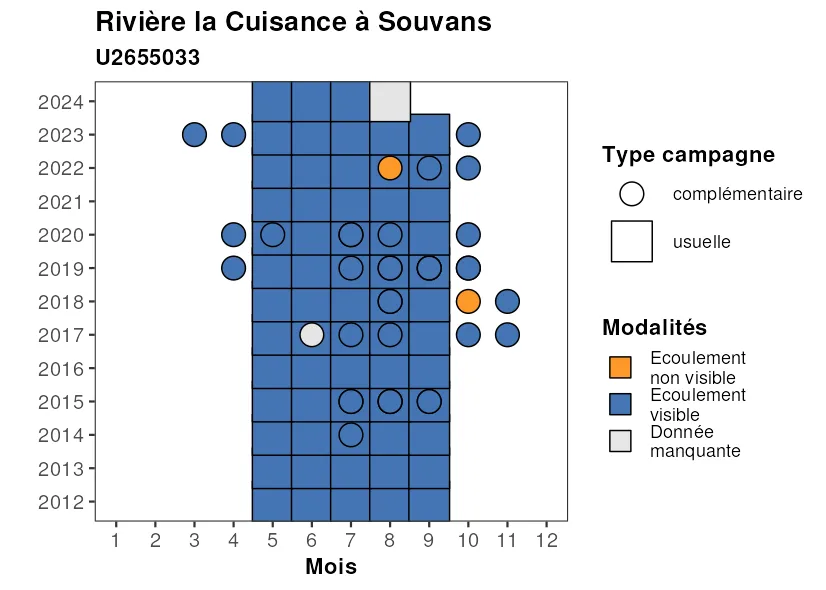 Rivière la Cuisance à Souvans
U2655033
2024
2023
2022
2021
2020
2019
2018
2017
2016
2015
2014
2013
2012
1 2 3 4 5 6 7 8 9 10 11 12
Mois
Type campagne
complémentaire
usuelle
Modalités
Ecoulement
non visible
Ecoulement
visible
Donnée
manquante